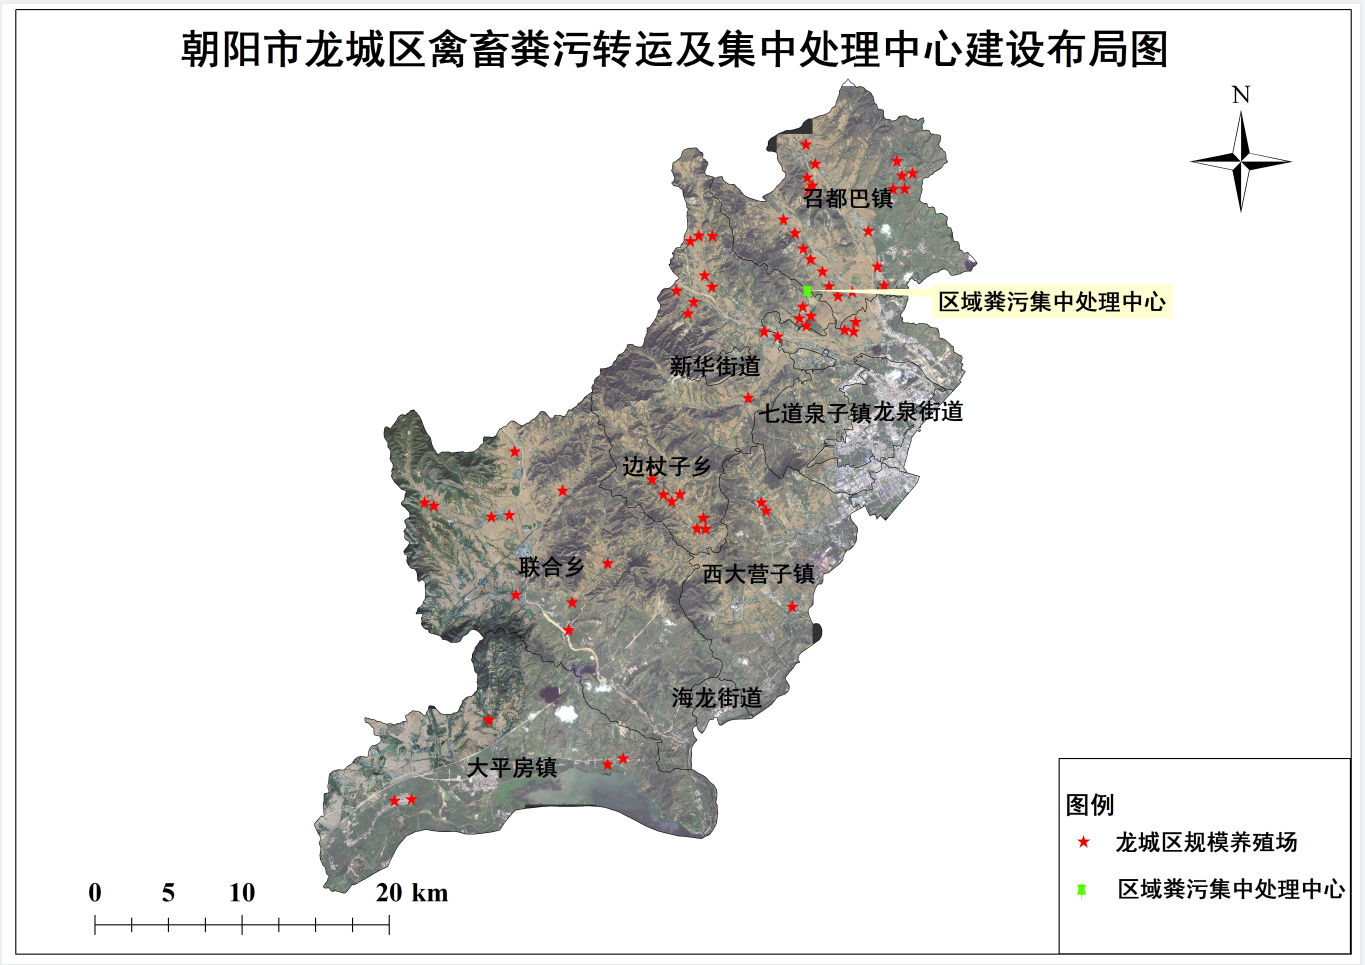 朝阳市龙城区禽畜粪污转运及集中处理中心建设布局图
N
召都巴镇
区域粪污集中处理中心
新华街道
七道泉子镇
龙泉街道
边杖子乡
联合乡
西大营子镇
海龙街道
大平房镇
图例
龙城区规模养殖场
区域粪污集中处理中心
0 5 10 20 km